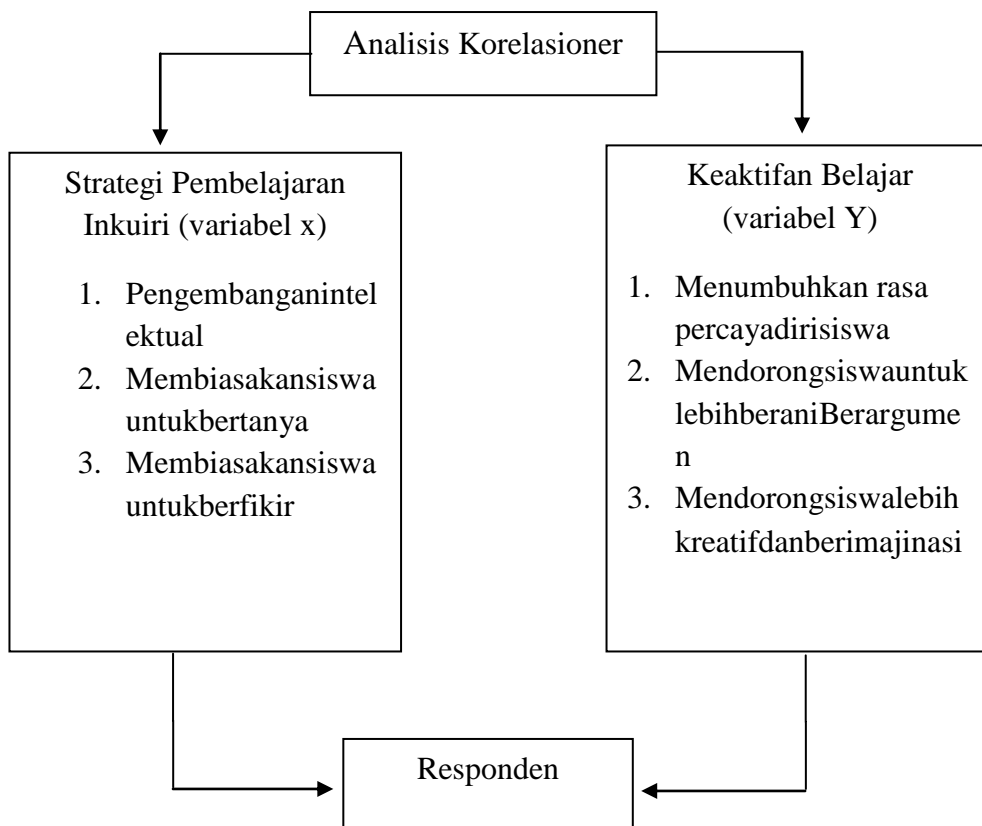 Analisis Korelasioner
Strategi Pembelajaran
Inkuiri (variabel x)
1. Pengembanganintel
ektual
2. Membiasakansiswa
untukbertanya
3. Membiasakansiswa
untukberfikir
Keaktifan Belajar
(variabel Y)
1. Menumbuhkan rasa
percayadirisiswa
2. Mendorongsiswauntuk
lebihberaniBerargume
n
3. Mendorongsiswalebih
kreatifdanberimajinasi
Responden